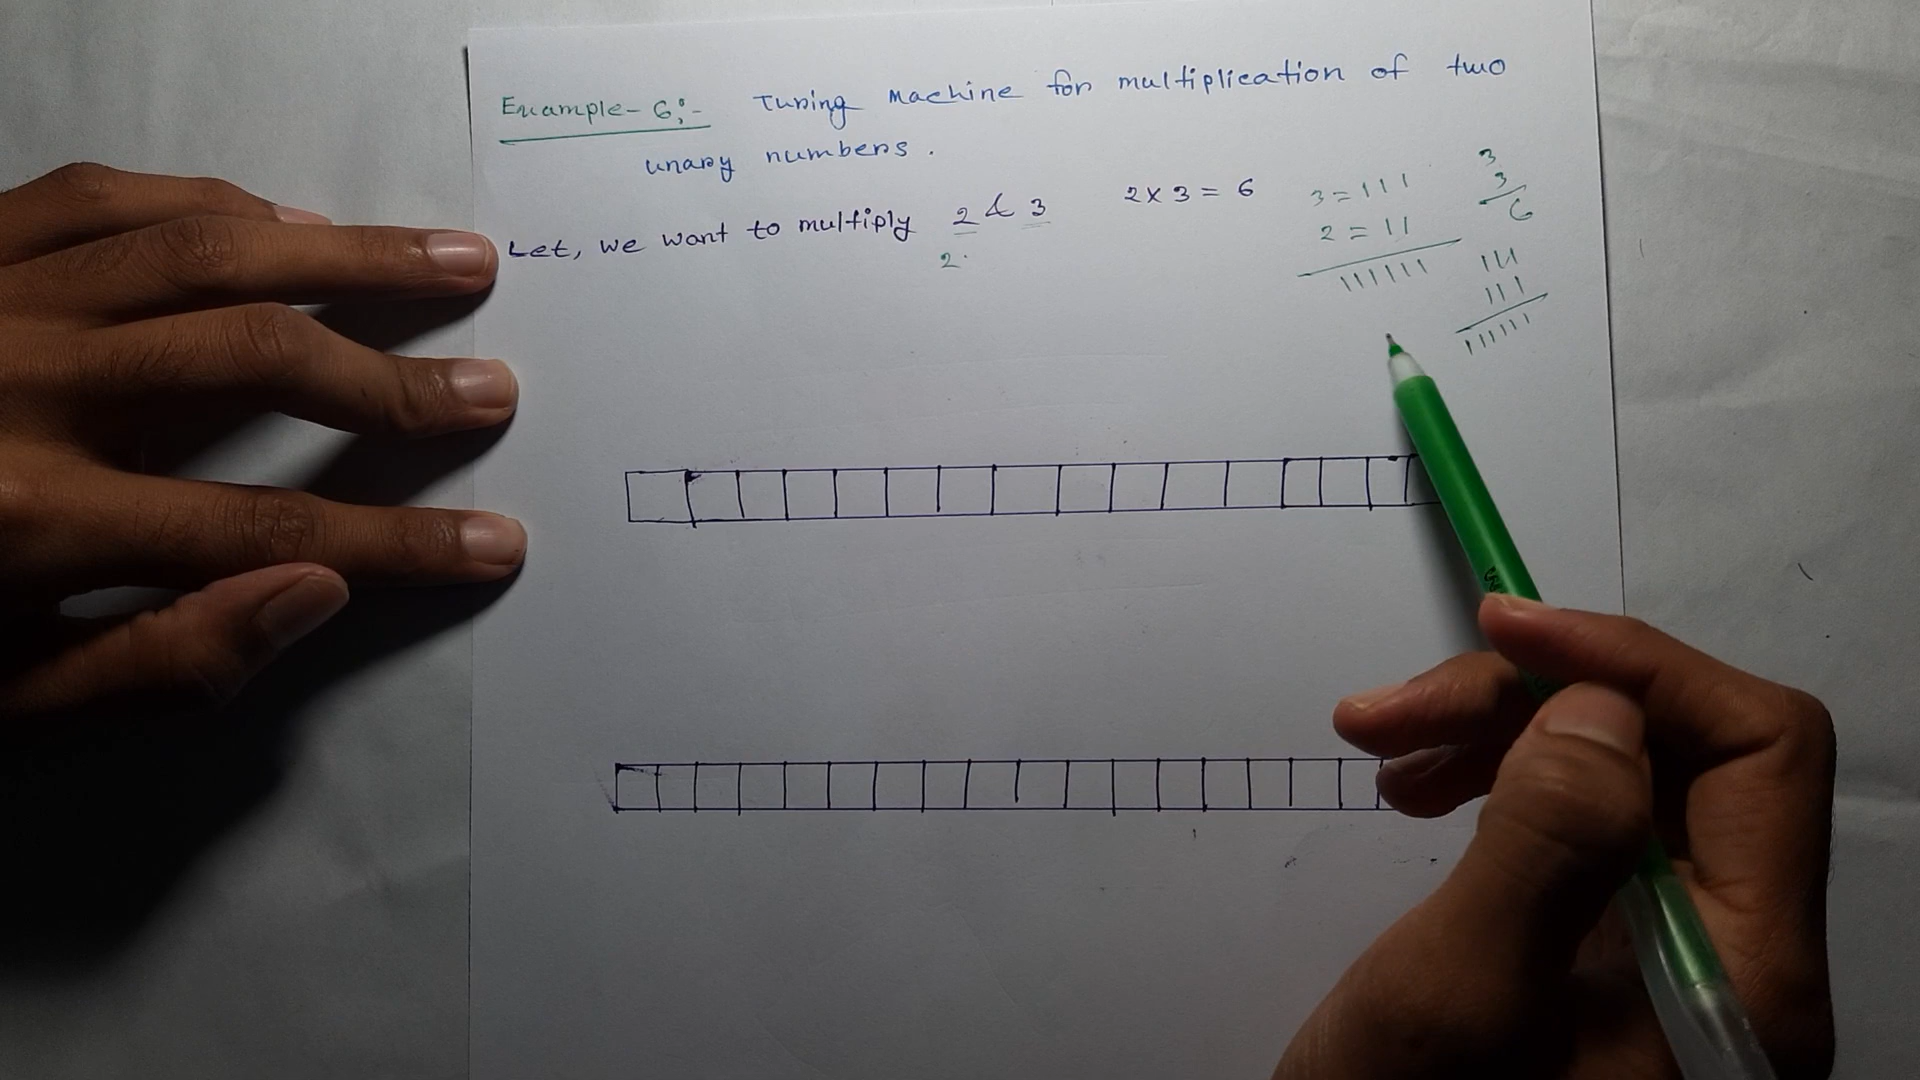 Example-6:- Turing Machine for multiplication of two
unary numbers.
Let, we want to multiply 2 & 3
2 x 3 = 6
2.
3 = 111
2 = 11
111111
3
3
6
111
111
111111